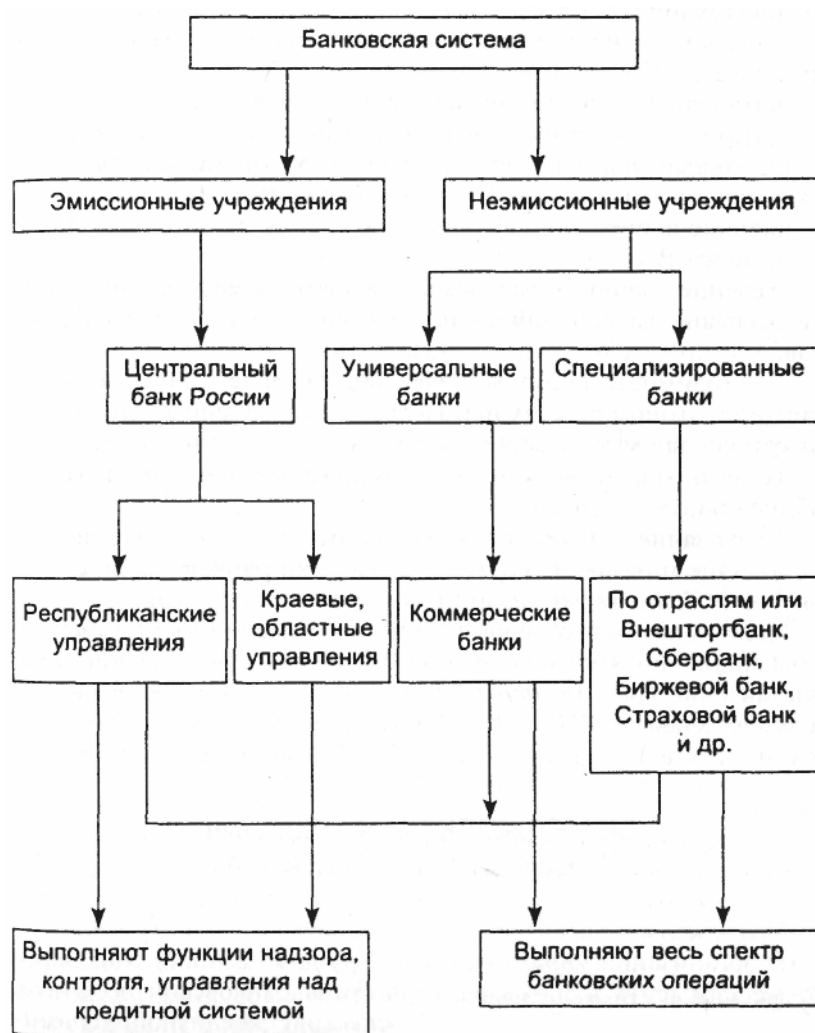 Банковская система
Эмиссионные учреждения
Неэмиссионные учреждения
Центральный
банк России
Универсальные
банки
Специализированные
банки
Республиканские
управления
Краевые,
областные
управления
Коммерческие
банки
По отраслям или
Внешторгбанк,
Сбербанк,
Биржевой банк,
Страховой банк
и др.
Выполняют функции надзора,
контроля, управления над
кредитной системой
Выполняют весь спектр
банковских операций